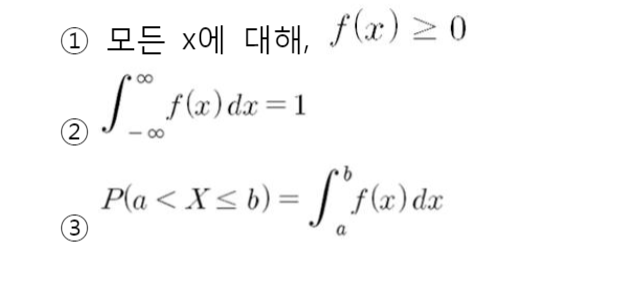 ① 모든 x에 대해, f(x) ≥ 0
② ∫_{-∞}^{∞} f(x) dx = 1
③ P(a < X ≤ b) = ∫_{a}^{b} f(x) dx